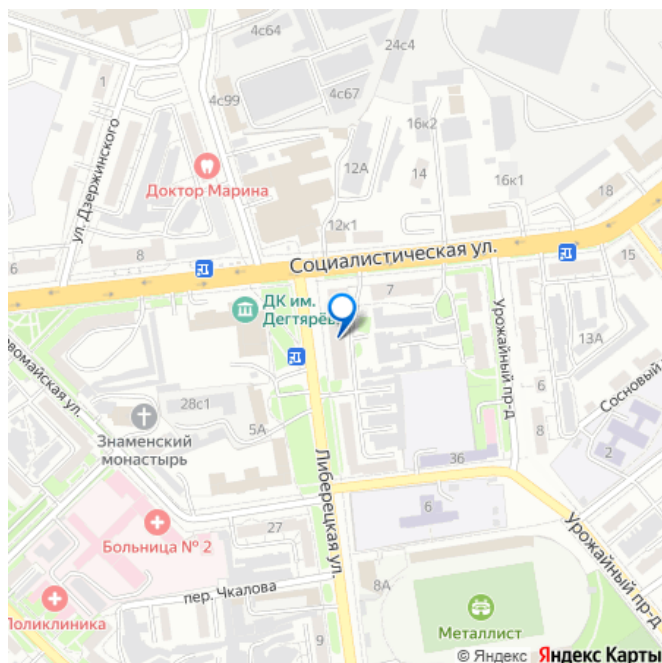 4с64
24с4
1
4с99
4с67
ул. Дзержинского
16к2
Доктор Марина
12А
14
16к1
18
12к1
6
8
Социалистическая ул.
15
ДК им.
Дегтярёв
7
13А
Урожайный пр-д
омайская ул.
28с1
5А
6
Сосновый
Знаменский
монастырь
8
2
Либерецкая ул.
36
27
6
Больница № 2
Урожайный пр-д
пер. Чкалова
8А
Поликлиника
9
Металлист
© Яндекс Яндекс Карты